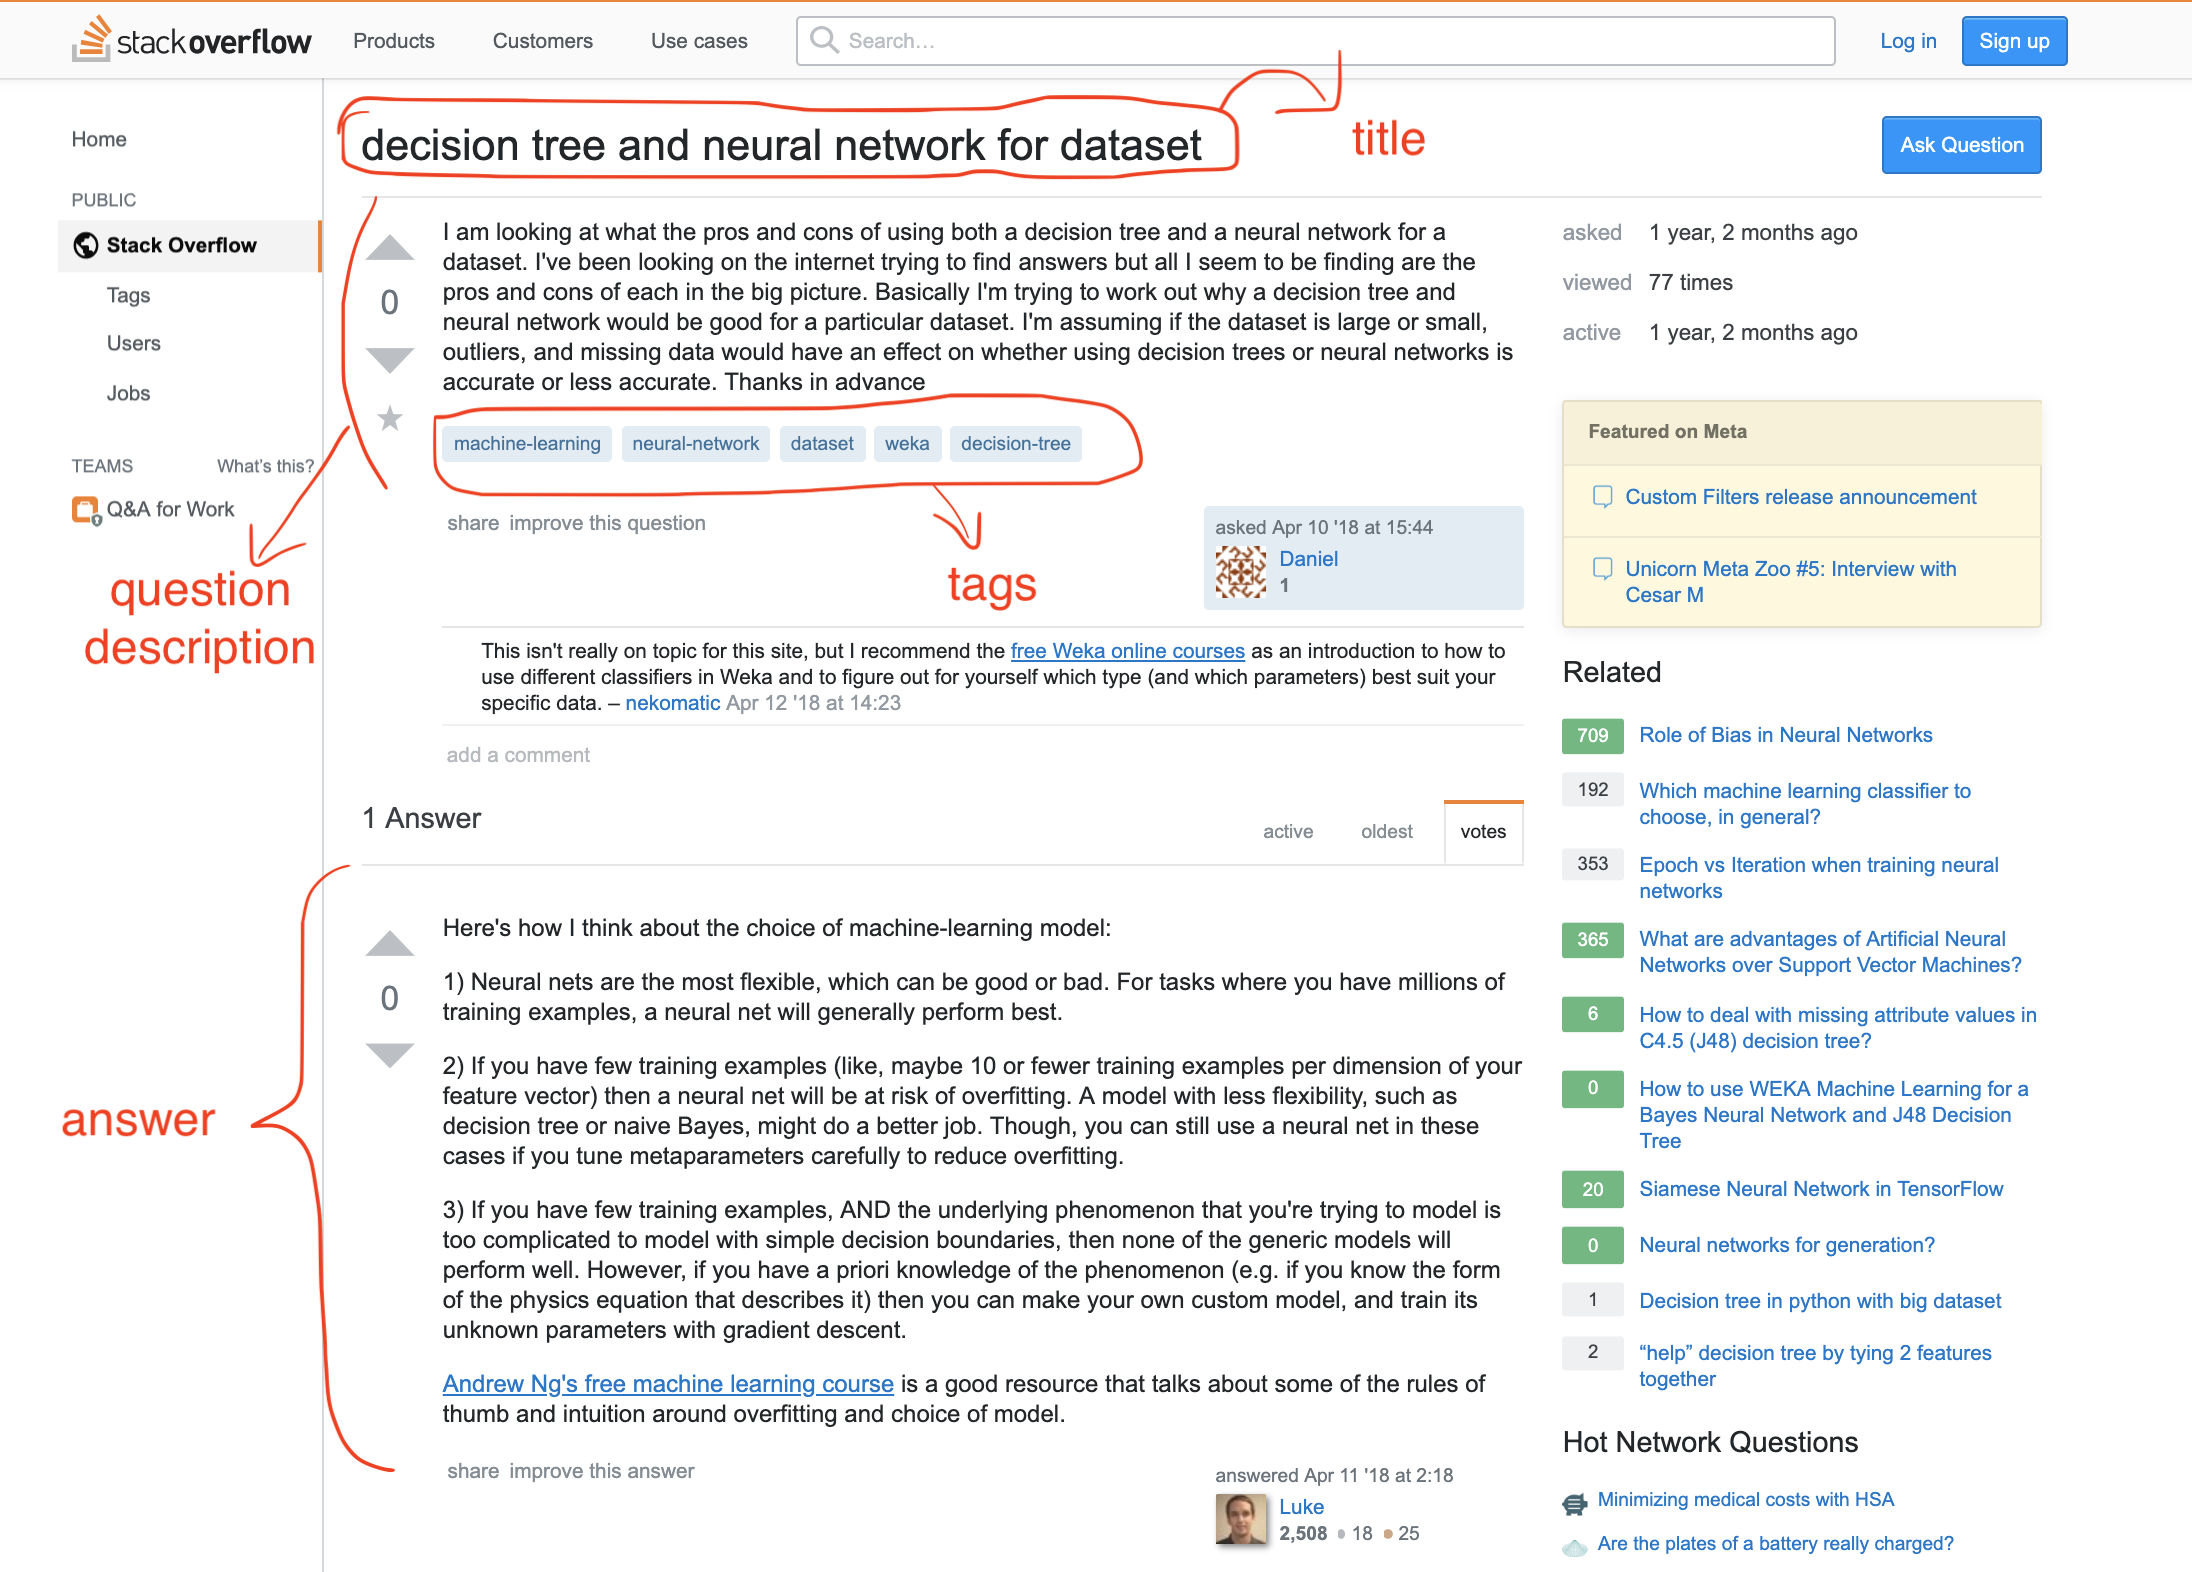 stackoverflow Products Customers Use cases Search... Log in Sign up
decision tree and neural network for dataset
title
Ask Question
Home
PUBLIC
Stack Overflow
Tags
Users
Jobs
TEAMS What's this?
Q&A for Work
question
description
0
I am looking at what the pros and cons of using both a decision tree and a neural network for a
dataset. I've been looking on the internet trying to find answers but all I seem to be finding are the
pros and cons of each in the big picture. Basically I'm trying to work out why a decision tree and
neural network would be good for a particular dataset. I'm assuming if the dataset is large or small,
outliers, and missing data would have an effect on whether using decision trees or neural networks is
accurate or less accurate. Thanks in advance
machine-learning neural-network dataset weka decision-tree
tags
share improve this question
asked Apr 10 '18 at 15:44
Daniel
1
This isn't really on topic for this site, but I recommend the free Weka online courses as an introduction to how to
use different classifiers in Weka and to figure out for yourself which type (and which parameters) best suit your
specific data. – nekomatic Apr 12 '18 at 14:23
add a comment
1 Answer
active oldest votes
answer
0
Here's how I think about the choice of machine-learning model:
1) Neural nets are the most flexible, which can be good or bad. For tasks where you have millions of
training examples, a neural net will generally perform best.
2) If you have few training examples (like, maybe 10 or fewer training examples per dimension of your
feature vector) then a neural net will be at risk of overfitting. A model with less flexibility, such as
decision tree or naive Bayes, might do a better job. Though, you can still use a neural net in these
cases if you tune metaparameters carefully to reduce overfitting.
3) If you have few training examples, AND the underlying phenomenon that you're trying to model is
too complicated to model with simple decision boundaries, then none of the generic models will
perform well. However, if you have a priori knowledge of the phenomenon (e.g. if you know the form
of the physics equation that describes it) then you can make your own custom model, and train its
unknown parameters with gradient descent.
Andrew Ng's free machine learning course is a good resource that talks about some of the rules of
thumb and intuition around overfitting and choice of model.
share improve this answer
answered Apr 11 '18 at 2:18
Luke
2,508 18 25
asked 1 year, 2 months ago
viewed 77 times
active 1 year, 2 months ago
Featured on Meta
Custom Filters release announcement
Unicorn Meta Zoo #5: Interview with
Cesar M
Related
709 Role of Bias in Neural Networks
192 Which machine learning classifier to
choose, in general?
353 Epoch vs Iteration when training neural
networks
365 What are advantages of Artificial Neural
Networks over Support Vector Machines?
6 How to deal with missing attribute values in
C4.5 (J48) decision tree?
0 How to use WEKA Machine Learning for a
Bayes Neural Network and J48 Decision
Tree
20 Siamese Neural Network in TensorFlow
0 Neural networks for generation?
1 Decision tree in python with big dataset
2 “help” decision tree by tying 2 features
together
Hot Network Questions
Minimizing medical costs with HSA
Are the plates of a battery really charged?